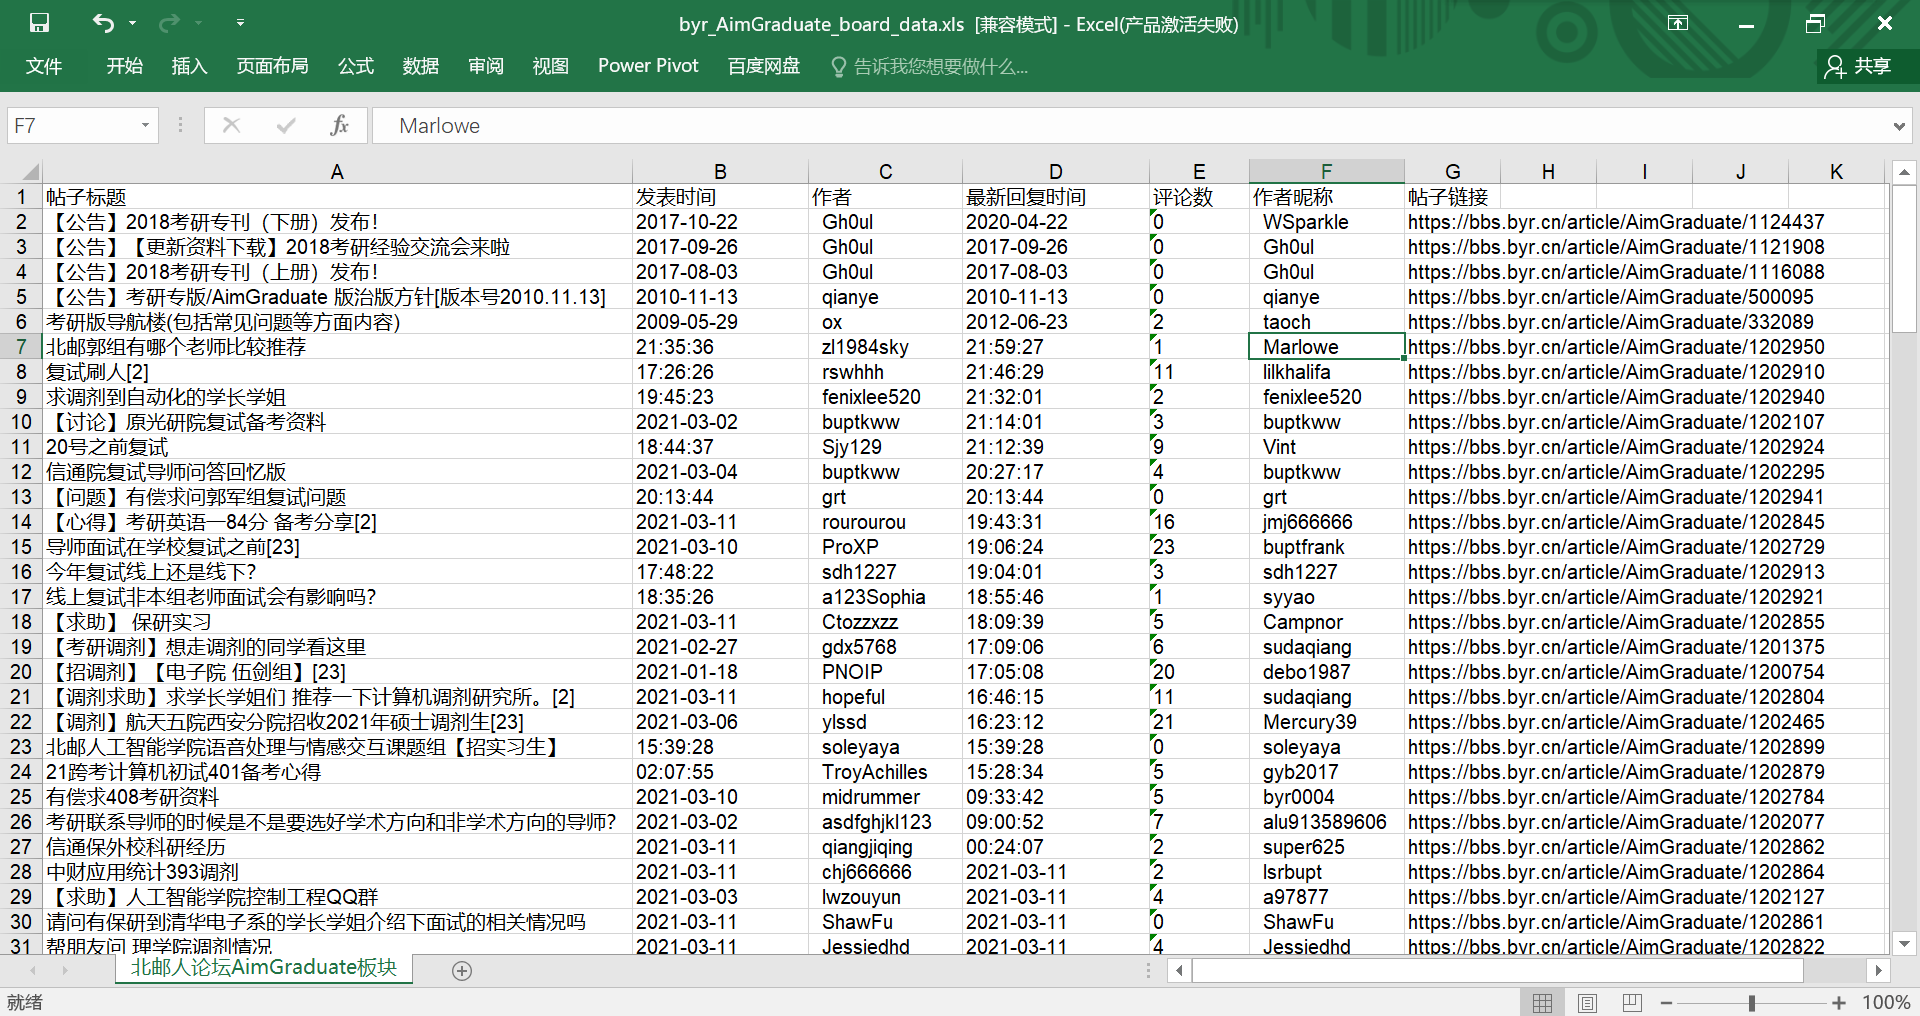 byr_AimGraduate_board_data.xls [兼容模式] - Excel(产品激活失败)
文件 开始 插入 页面布局 公式 数据 审阅 视图 Power Pivot 百度网盘 告诉我您想要做什么... 共享
F7 fx Marlowe
A B C D E F G H I J K
1 帖子标题 发表时间 作者 最新回复时间 评论数 作者昵称 帖子链接
2 【公告】2018考研专刊（下册）发布！ 2017-10-22 Gh0ul 2020-04-22 0 WSparkle https://bbs.byr.cn/article/AimGraduate/1124437
3 【公告】【更新资料下载】2018考研经验交流会来啦 2017-09-26 Gh0ul 2017-09-26 0 Gh0ul https://bbs.byr.cn/article/AimGraduate/1121908
4 【公告】2018考研专刊（上册）发布！ 2017-08-03 Gh0ul 2017-08-03 0 Gh0ul https://bbs.byr.cn/article/AimGraduate/1116088
5 【公告】考研专版/AimGraduate 版治版方针[版本号2010.11.13] 2010-11-13 qianye 2010-11-13 0 qianye https://bbs.byr.cn/article/AimGraduate/500095
6 考研版导航楼(包括常见问题等方面内容) 2009-05-29 ox 2012-06-23 2 taoch https://bbs.byr.cn/article/AimGraduate/332089
7 北邮郭组有哪个老师比较推荐 21:35:36 zl1984sky 21:59:27 1 Marlowe https://bbs.byr.cn/article/AimGraduate/1202950
8 复试刷人[2] 17:26:26 rswhhh 21:46:29 11 lilkhalifa https://bbs.byr.cn/article/AimGraduate/1202910
9 求调剂到自动化的学长学姐 19:45:23 fenixlee520 21:32:01 2 fenixlee520 https://bbs.byr.cn/article/AimGraduate/1202940
10 【讨论】原光研院复试备考资料 2021-03-02 buptkww 21:14:01 3 buptkww https://bbs.byr.cn/article/AimGraduate/1202107
11 20号之前复试 18:44:37 Sjy129 21:12:39 9 Vint https://bbs.byr.cn/article/AimGraduate/1202924
12 信通院复试导师问答回忆版 2021-03-04 buptkww 20:27:17 4 buptkww https://bbs.byr.cn/article/AimGraduate/1202295
13 【问题】有偿求问郭军组复试问题 20:13:44 grt 20:13:44 0 grt https://bbs.byr.cn/article/AimGraduate/1202941
14 【心得】考研英语一84分 备考分享[2] 2021-03-11 rourourou 19:43:31 16 jmj666666 https://bbs.byr.cn/article/AimGraduate/1202845
15 导师面试在学校复试之前[23] 2021-03-10 ProXP 19:06:24 23 buptfrank https://bbs.byr.cn/article/AimGraduate/1202729
16 今年复试线上还是线下？ 17:48:22 sdh1227 19:04:01 3 sdh1227 https://bbs.byr.cn/article/AimGraduate/1202913
17 线上复试非本组老师面试会有影响吗？ 18:35:26 a123Sophia 18:55:46 1 syyao https://bbs.byr.cn/article/AimGraduate/1202921
18 【求助】 保研实习 2021-03-11 Ctozzxzz 18:09:39 5 Campnor https://bbs.byr.cn/article/AimGraduate/1202855
19 【考研调剂】想走调剂的同学看这里 2021-02-27 gdx5768 17:09:06 6 sudaqiang https://bbs.byr.cn/article/AimGraduate/1201375
20 【招调剂】【电子院 伍剑组】[23] 2021-01-18 PNOIP 17:05:08 20 debo1987 https://bbs.byr.cn/article/AimGraduate/1200754
21 【调剂求助】求学长学姐们 推荐一下计算机调剂研究所。[2] 2021-03-11 hopeful 16:46:15 11 sudaqiang https://bbs.byr.cn/article/AimGraduate/1202804
22 【调剂】航天五院西安分院招收2021年硕士调剂生[23] 2021-03-06 ylssd 16:23:12 21 Mercury39 https://bbs.byr.cn/article/AimGraduate/1202465
23 北邮人工智能学院语音处理与情感交互课题组【招实习生】 15:39:28 soleyaya 15:39:28 0 soleyaya https://bbs.byr.cn/article/AimGraduate/1202899
24 21跨考计算机初试401备考心得 02:07:55 TroyAchilles 15:28:34 5 gyb2017 https://bbs.byr.cn/article/AimGraduate/1202879
25 有偿求408考研资料 2021-03-10 midrummer 09:33:42 5 byr0004 https://bbs.byr.cn/article/AimGraduate/1202784
26 考研联系导师的时候是不是要选好学术方向和非学术方向的导师？ 2021-03-02 asdfghjkl123 09:00:52 7 alu913589606 https://bbs.byr.cn/article/AimGraduate/1202077
27 信通保外校科研经历 2021-03-11 qiangjiqing 00:24:07 2 super625 https://bbs.byr.cn/article/AimGraduate/1202862
28 中财应用统计393调剂 2021-03-11 chj666666 2021-03-11 2 lsrbupt https://bbs.byr.cn/article/AimGraduate/1202864
29 【求助】人工智能学院控制工程QQ群 2021-03-03 lwzouyun 2021-03-11 4 a97877 https://bbs.byr.cn/article/AimGraduate/1202127
30 请问有保研到清华电子系的学长学姐介绍下面试的相关情况吗 2021-03-11 ShawFu 2021-03-11 0 ShawFu https://bbs.byr.cn/article/AimGraduate/1202861
31 帮朋友问 理学院调剂情况 2021-03-11 Jessiedhd 2021-03-11 4 Jessiedhd https://bbs.byr.cn/article/AimGraduate/1202822
北邮人论坛AimGraduate板块
就绪 100%